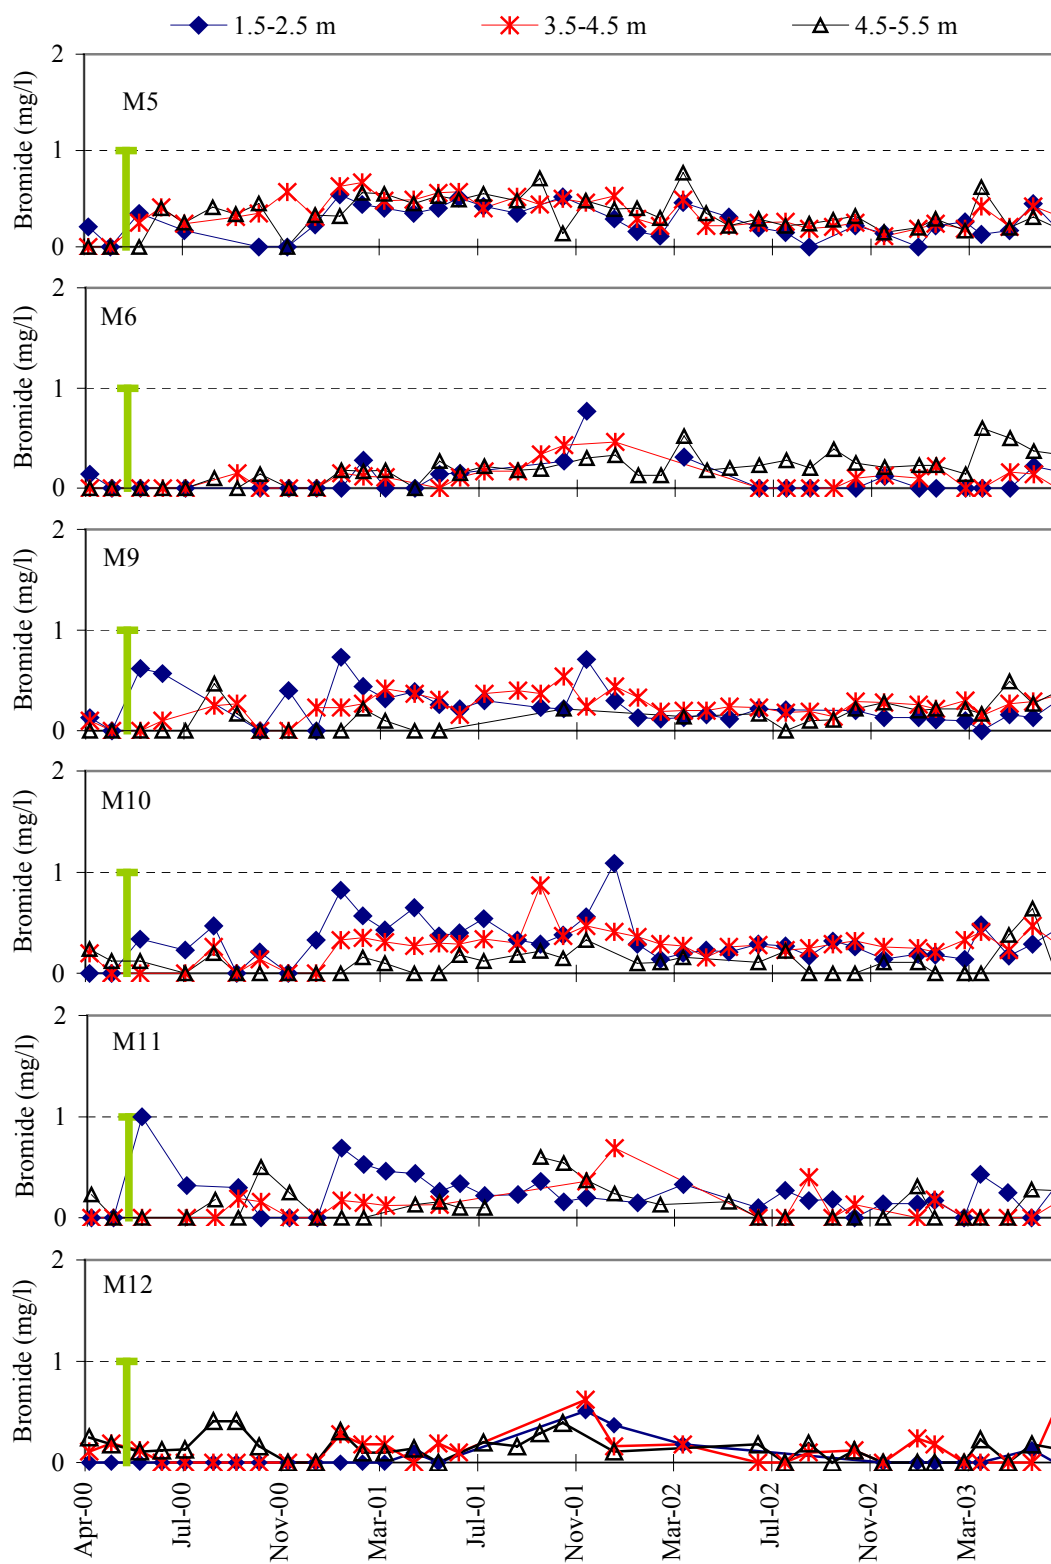 1.5-2.5 m 3.5-4.5 m 4.5-5.5 m
2
1
0
Bromide (mg/l)
M5
2
1
0
Bromide (mg/l)
M6
2
1
0
Bromide (mg/l)
M9
2
1
0
Bromide (mg/l)
M10
2
1
0
Bromide (mg/l)
M11
2
1
0
Bromide (mg/l)
M12
Apr-00 Jul-00 Nov-00 Mar-01 Jul-01 Nov-01 Mar-02 Jul-02 Nov-02 Mar-03